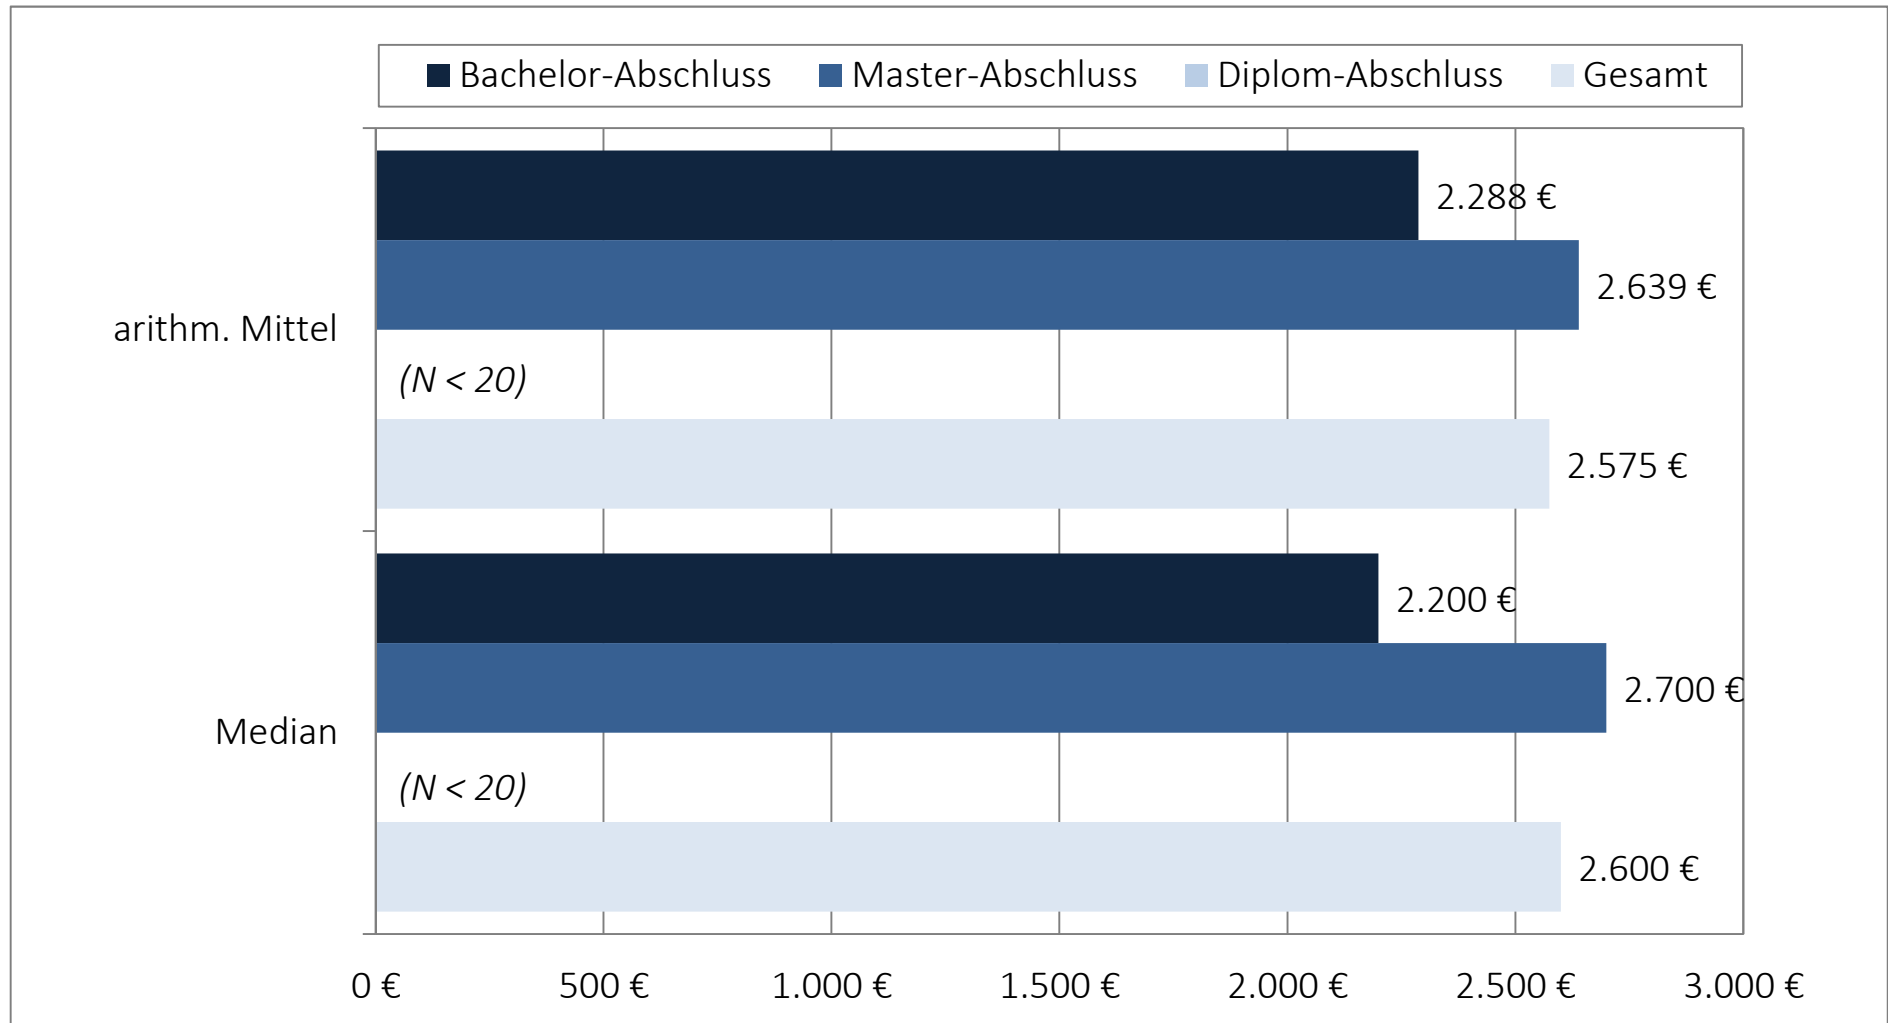 Bachelor-Abschluss Master-Abschluss Diplom-Abschluss Gesamt
2.288 €
2.639 €
arithm. Mittel
(N < 20)
2.575 €
2.200 €
2.700 €
Median
(N < 20)
2.600 €
0 € 500 € 1.000 € 1.500 € 2.000 € 2.500 € 3.000 €